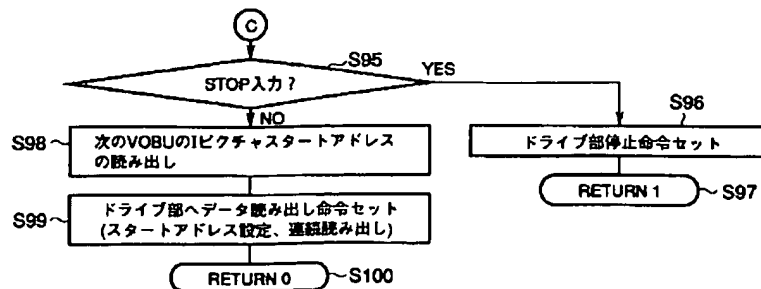 C
S95
STOP入力?
YES
NO
S96
S98
次のVOBUのIピクチャスタートアドレス
の読み出し
ドライブ部停止命令セット
RETURN 1
S97
S99
ドライブ部へデータ読み出し命令セット
(スタートアドレス設定、連続読み出し)
RETURN 0
S100